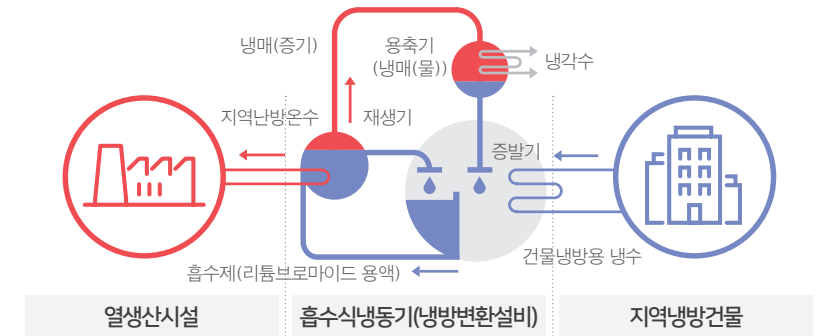 냉매(증기)
용축기
(냉매(물))
냉각수
지역난방온수
재생기
증발기
건물냉방용 냉수
흡수제(리튬브로마이드 용액)
열생산시설
흡수식냉동기(냉방변환설비)
지역냉방건물